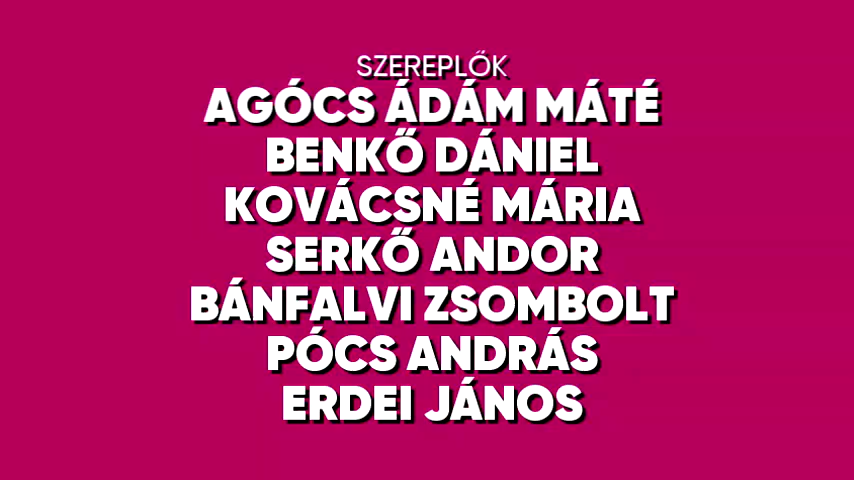 SZEREPLŐK
AGÓCS ÁDÁM MÁTÉ
BENKŐ DÁNIEL
KOVÁCSNÉ MÁRIA
SERKŐ ANDOR
BÁNFALVI ZSOMBOLT
PÓCS ANDRÁS
ERDEI JÁNOS